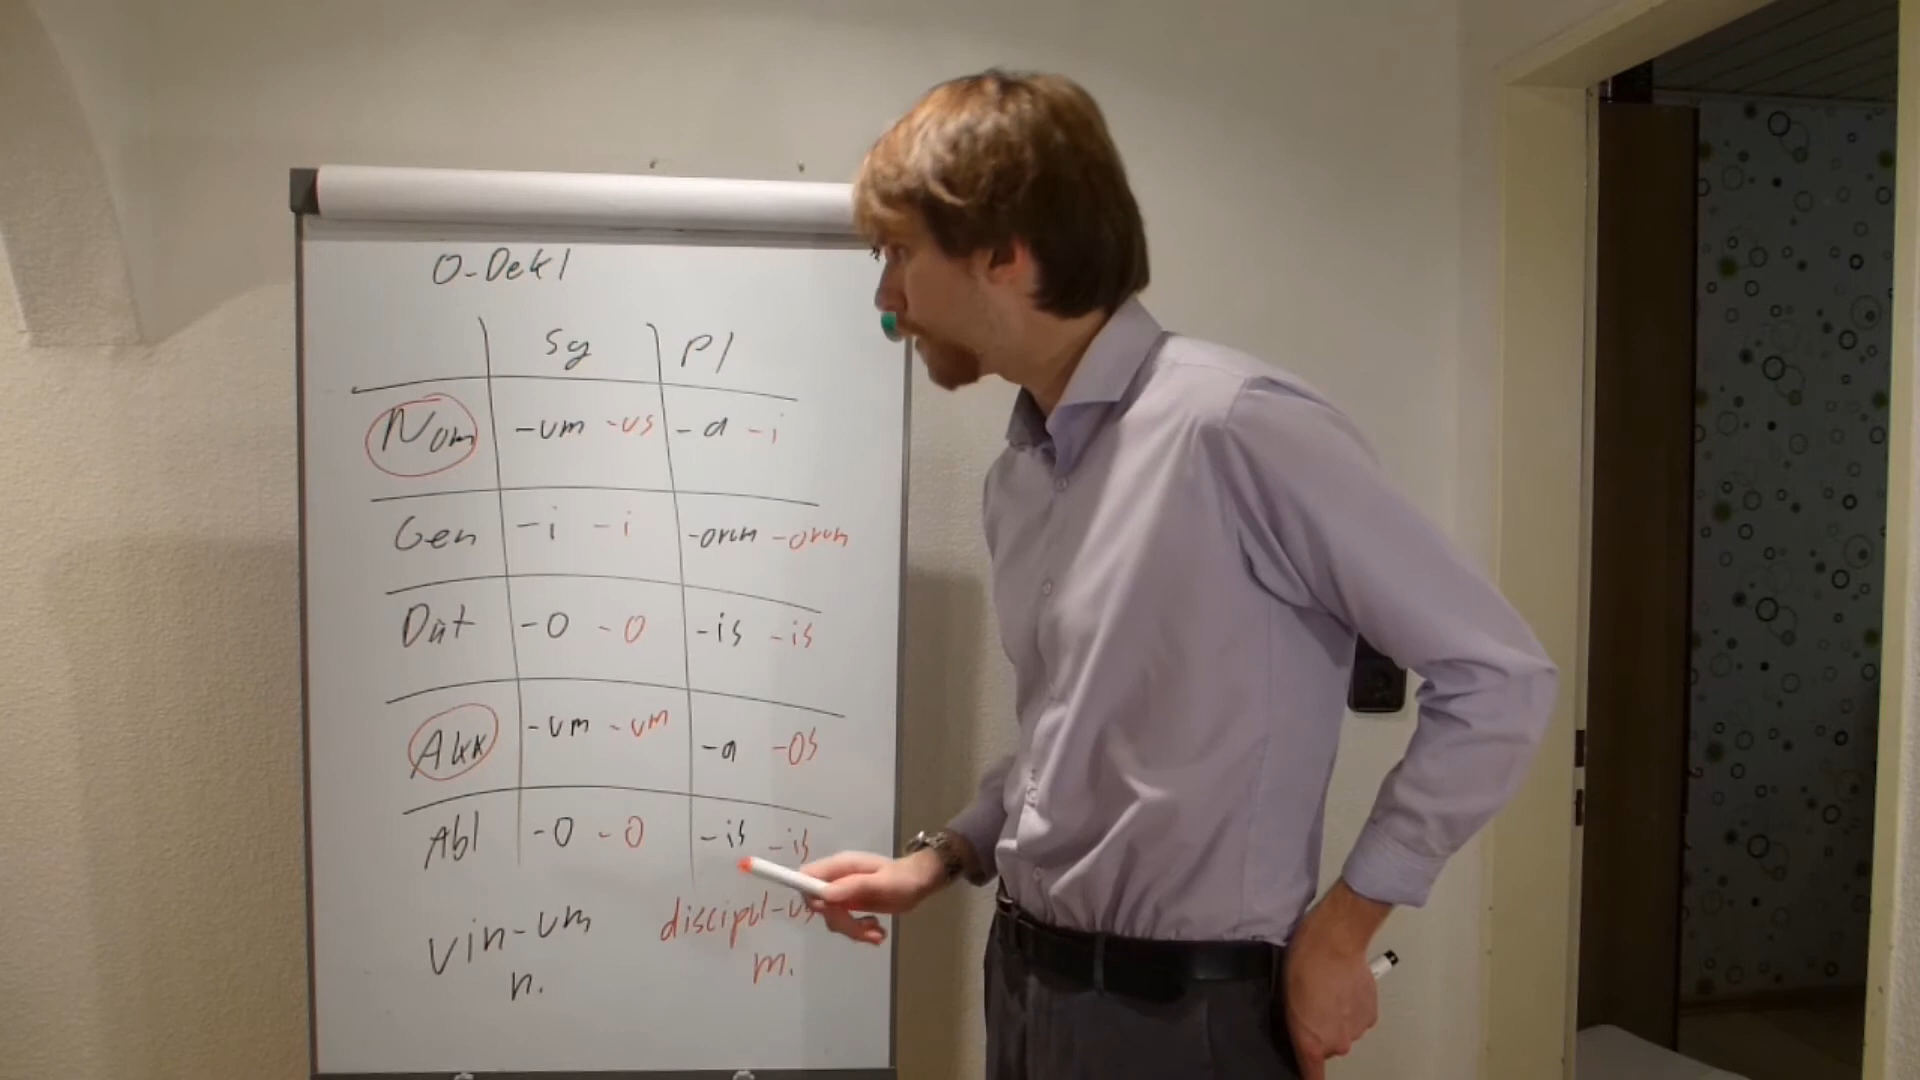 O-Dekl
Sg Pl
Nom -um -us -a -i
Gen -i -i -orum -orum
Dat -o -o -is -is
Akk -um -um -a -os
Abl -o -o -is -is
vin-um discipul-us
n. m.